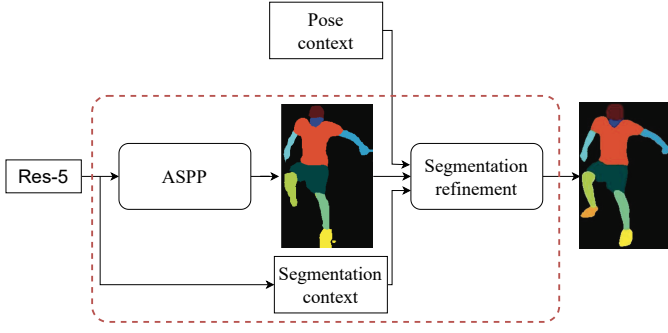 Pose
context
Res-5
ASPP
Segmentation
refinement
Segmentation
context